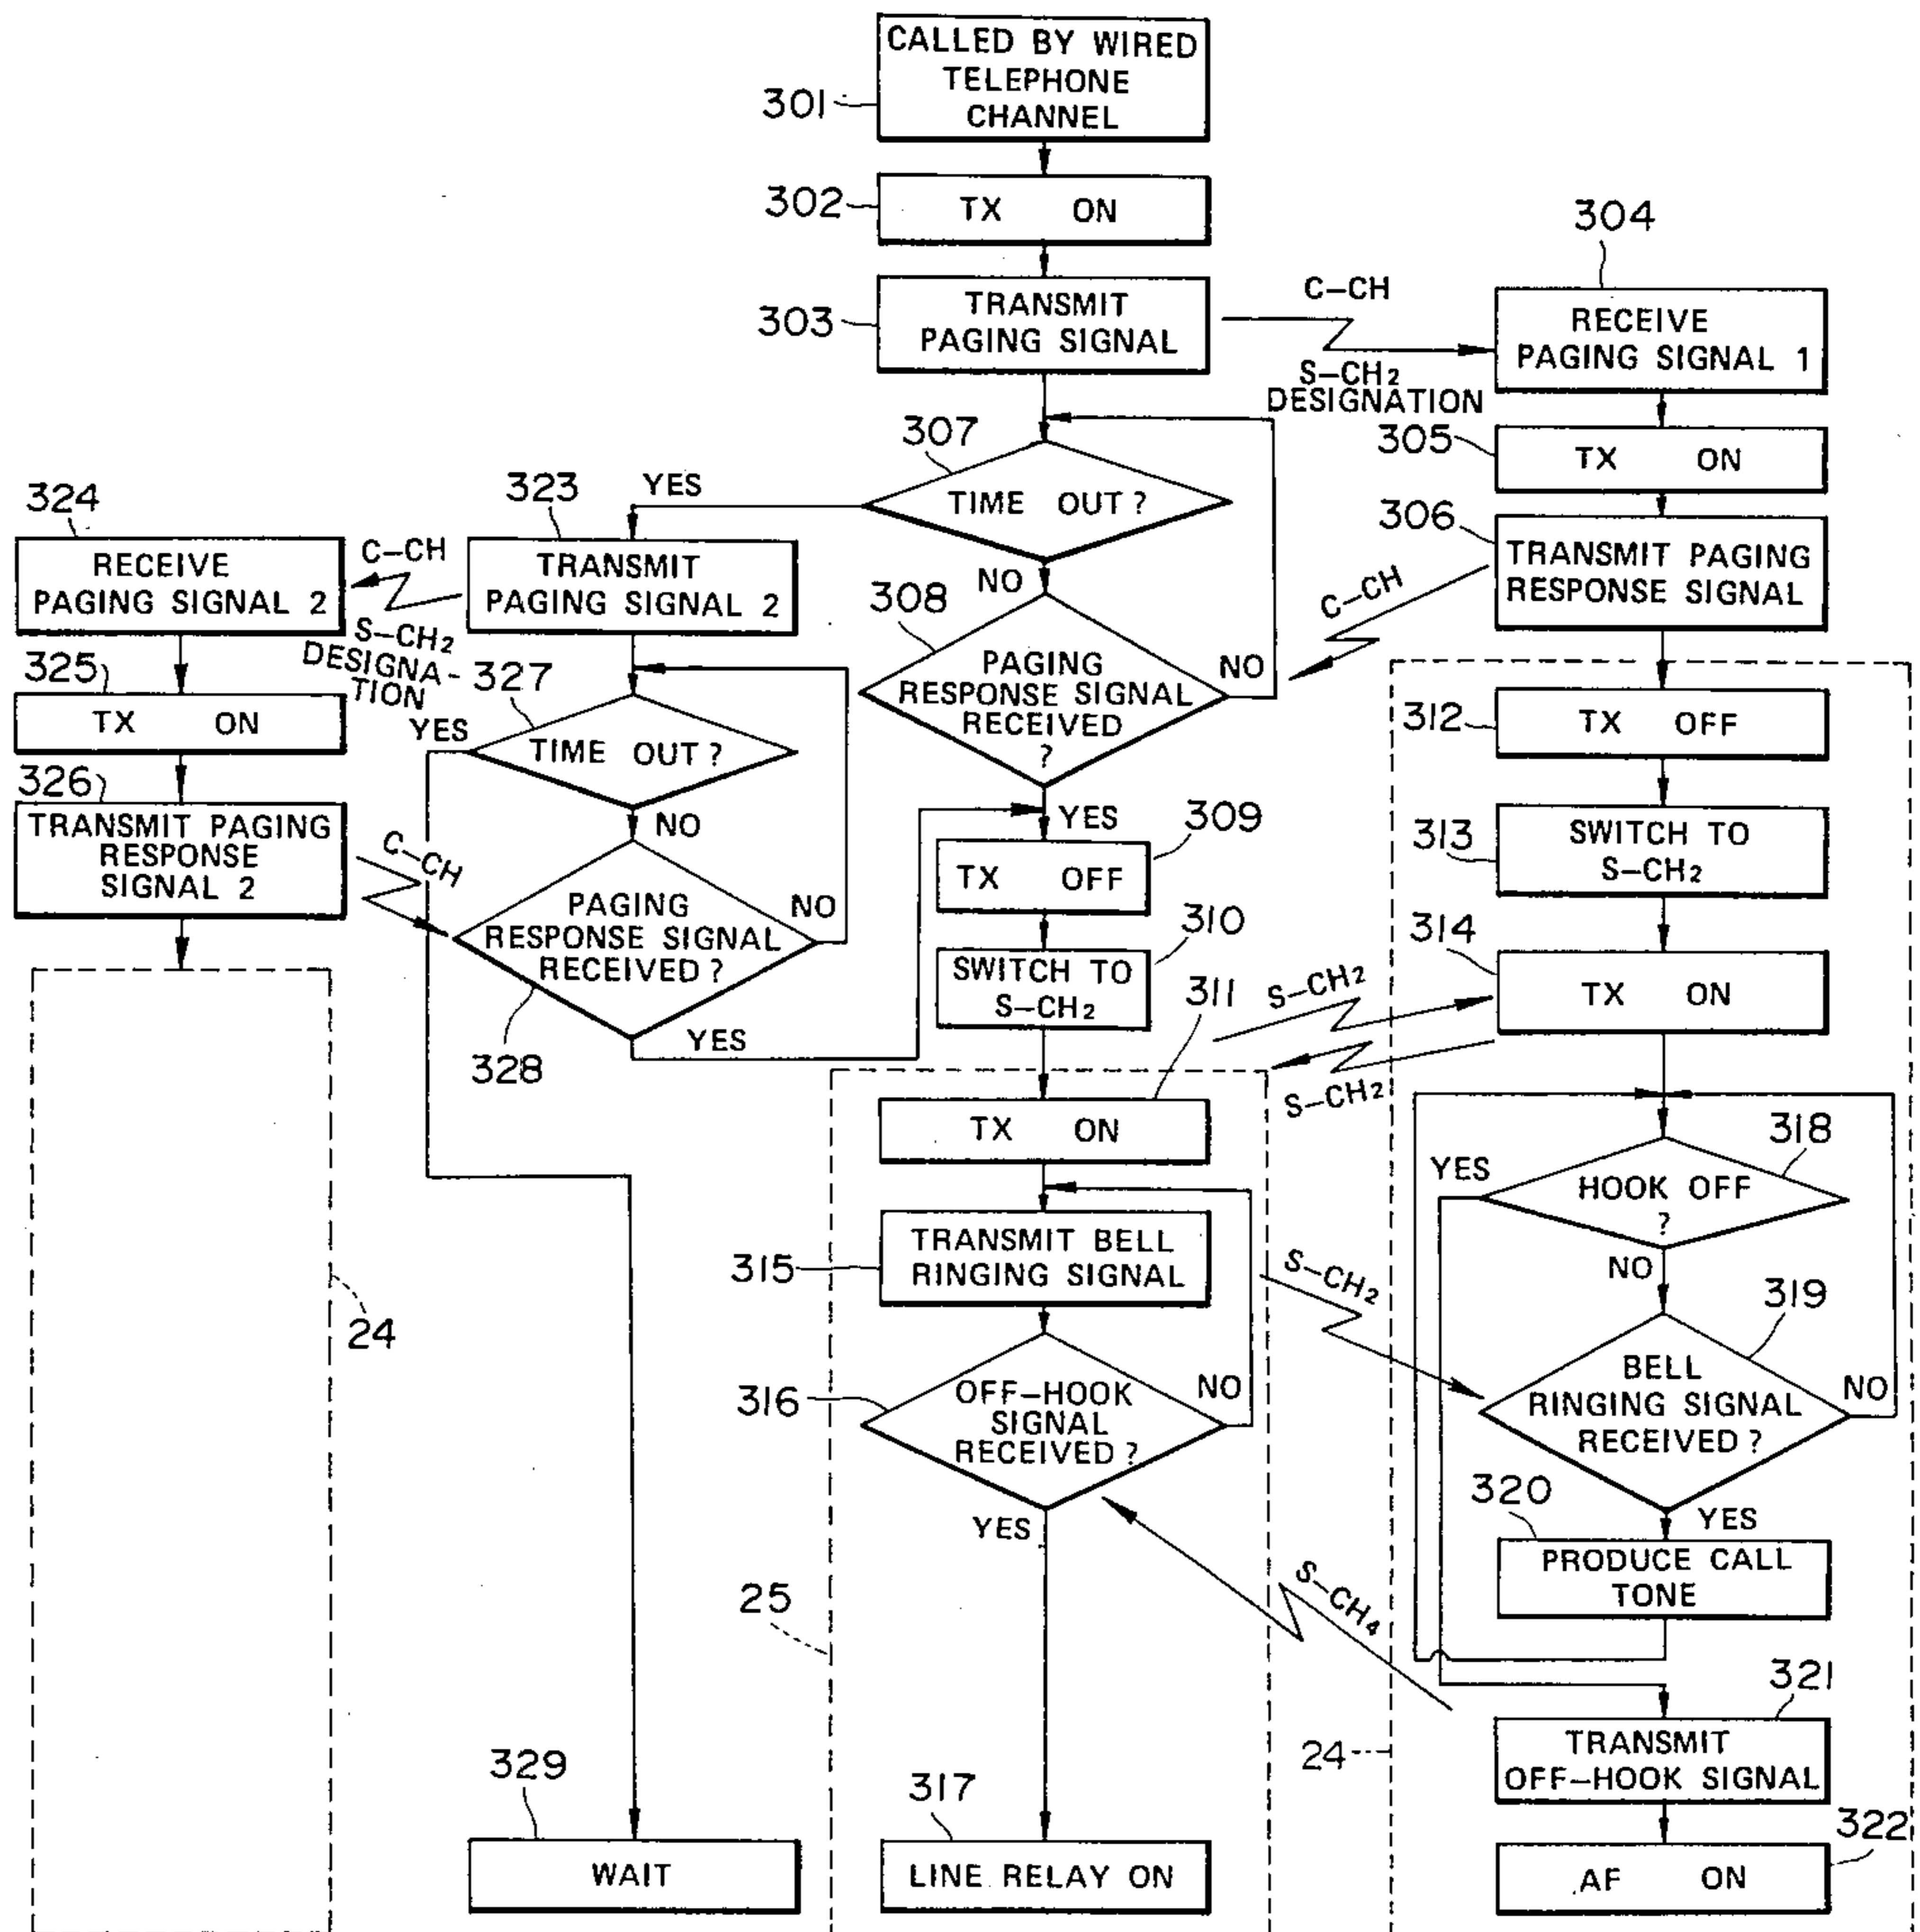 CALLED BY WIRED
TELEPHONE
CHANNEL
301
302
TX ON
304
303
TRANSMIT
PAGING SIGNAL
C-CH
S-CH2
DESIGNATION
RECEIVE
PAGING SIGNAL 1
305
TX ON
307
TIME OUT ?
YES
NO
306
TRANSMIT PAGING
RESPONSE SIGNAL
C-CH
324
RECEIVE
PAGING SIGNAL 2
C-CH
S-CH2
DESIGNA-
TION
323
TRANSMIT
PAGING SIGNAL 2
308
PAGING
RESPONSE SIGNAL
RECEIVED
?
NO
YES
325
TX ON
327
YES
TIME OUT ?
NO
312
TX OFF
326
TRANSMIT PAGING
RESPONSE
SIGNAL 2
C-CH
309
TX OFF
313
SWITCH TO
S-CH2
PAGING
RESPONSE SIGNAL
RECEIVED ?
NO
YES
328
310
SWITCH TO
S-CH2
311
S-CH2
S-CH2
314
TX ON
TX ON
318
YES
HOOK OFF
?
NO
315
TRANSMIT BELL
RINGING SIGNAL
S-CH2
24
319
BELL
RINGING SIGNAL
RECEIVED ?
NO
YES
316
OFF-HOOK
SIGNAL
RECEIVED ?
NO
YES
320
PRODUCE CALL
TONE
25
S-CH4
321
TRANSMIT
OFF-HOOK SIGNAL
24
329
WAIT
317
LINE RELAY ON
322
AF ON